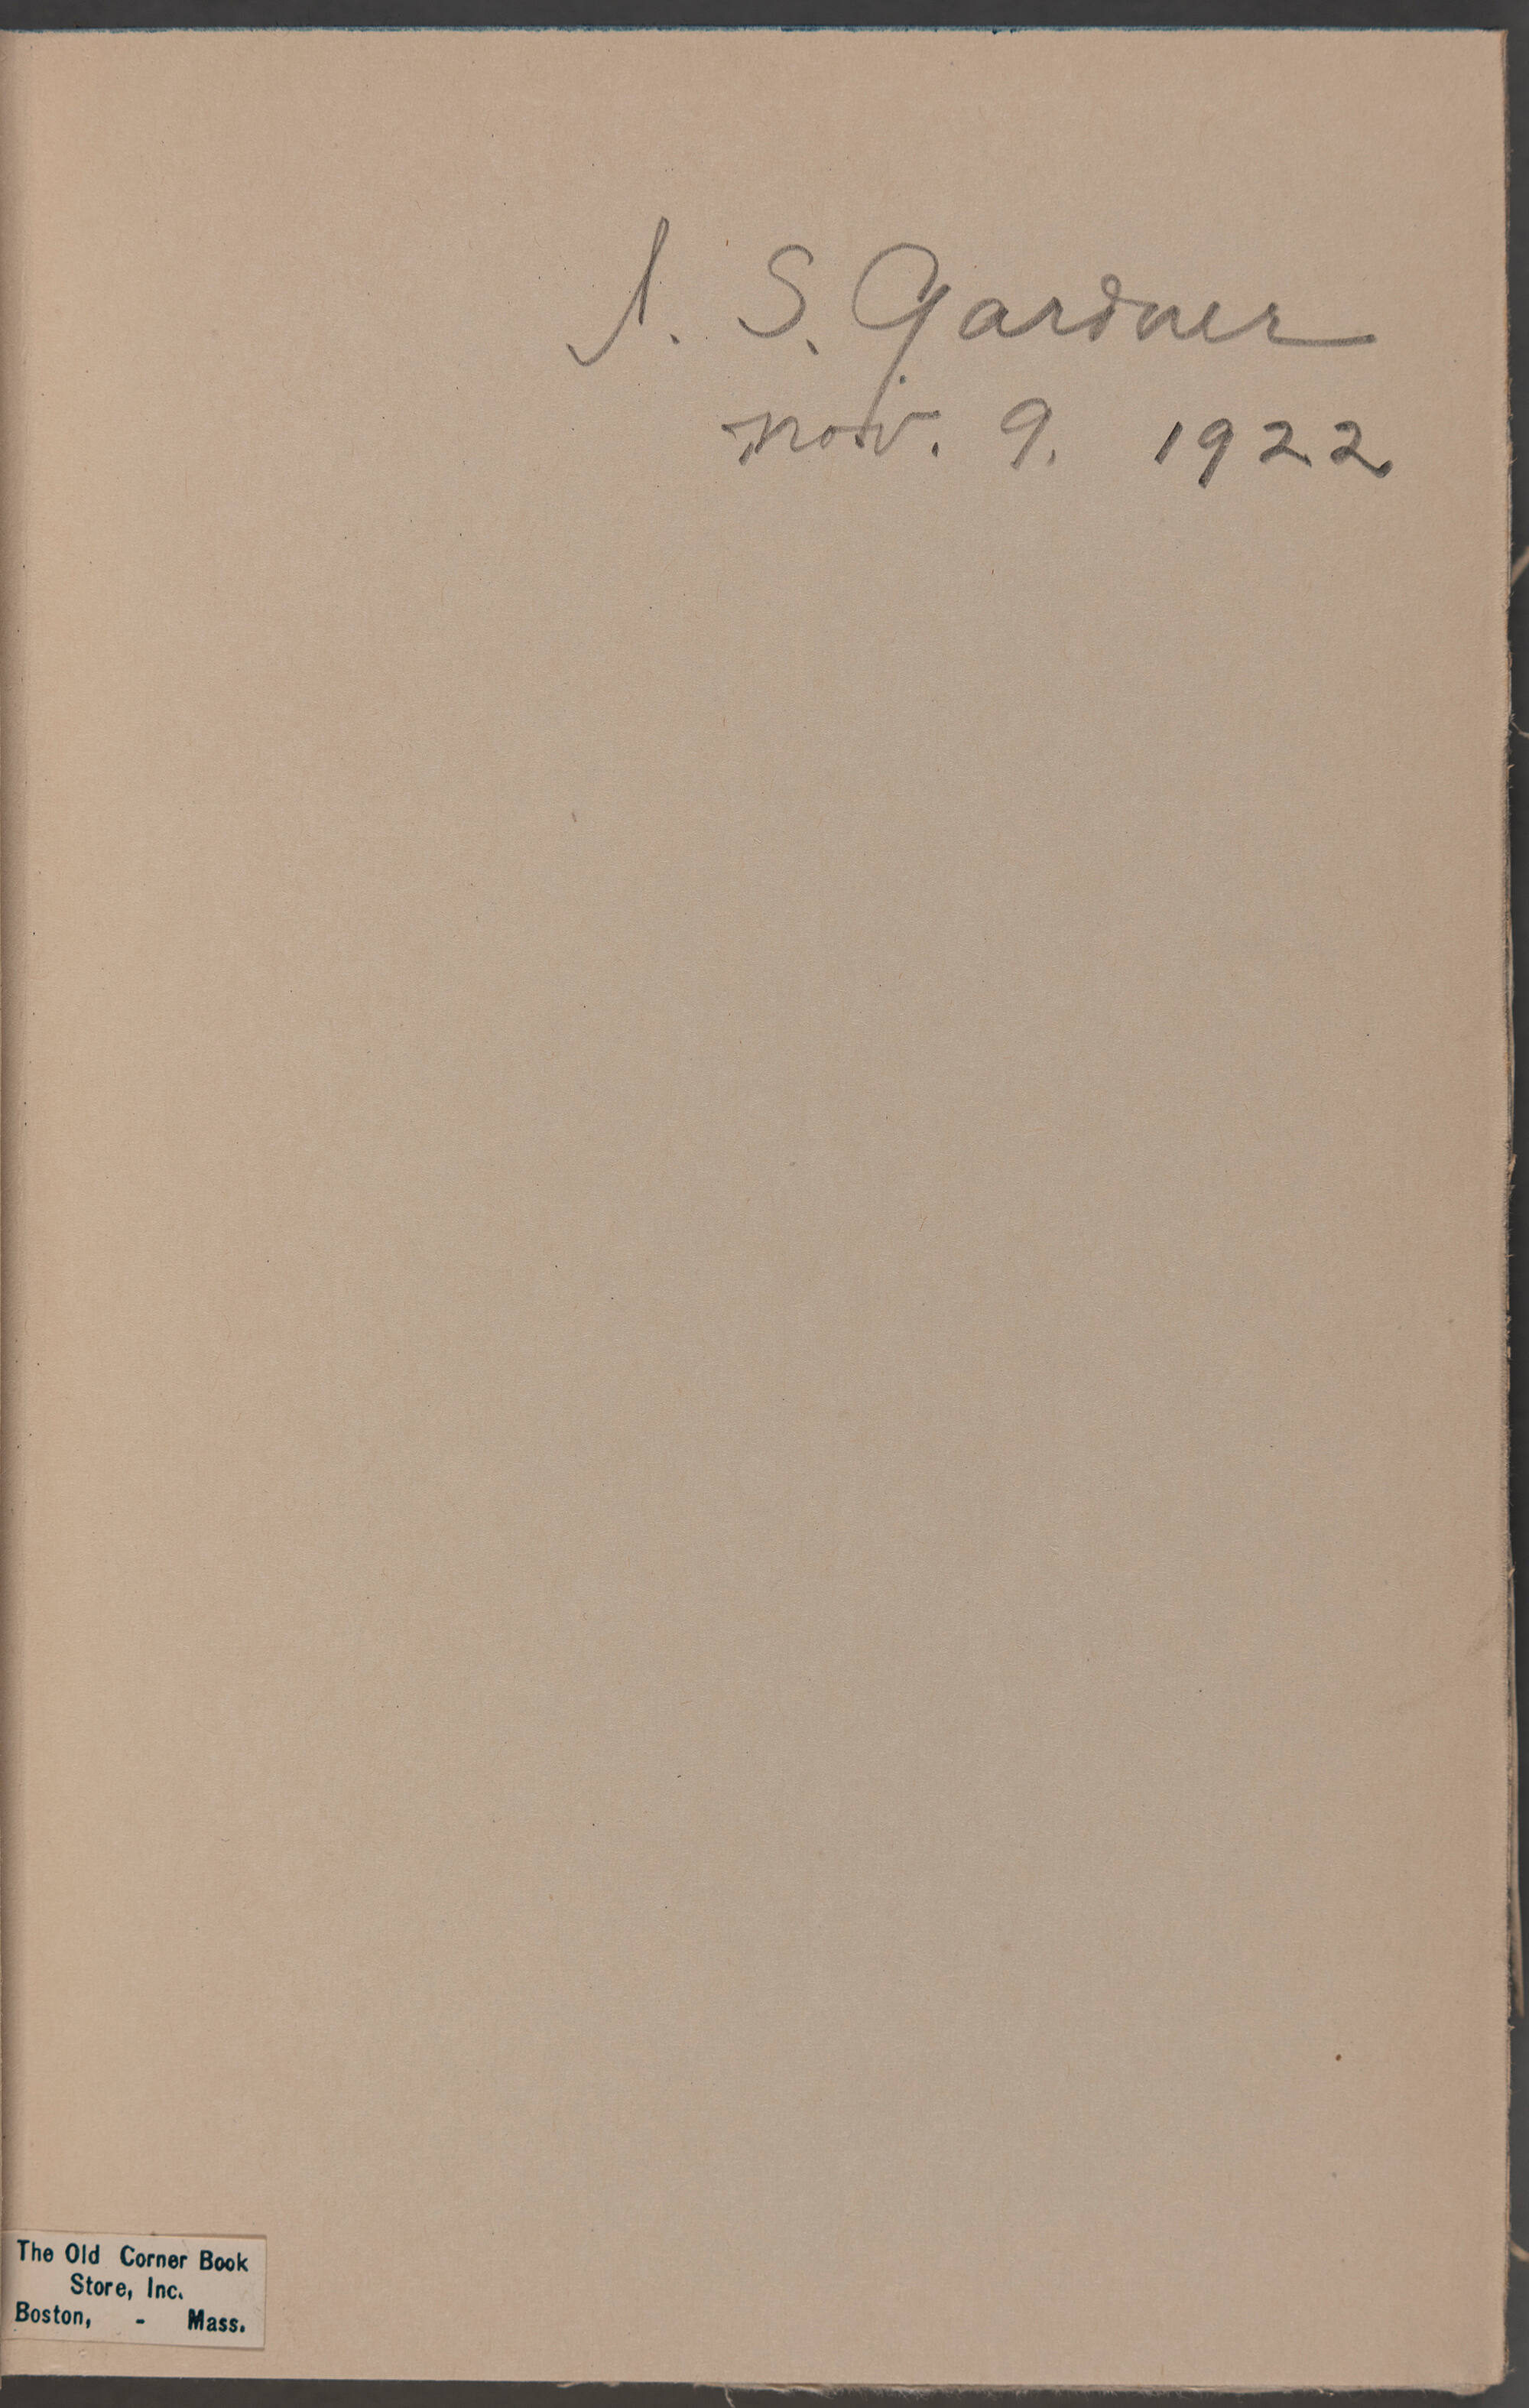 I. S. Gardner
Nov. 9. 1922
The Old Corner Book
Store, Inc.
Boston, - Mass.